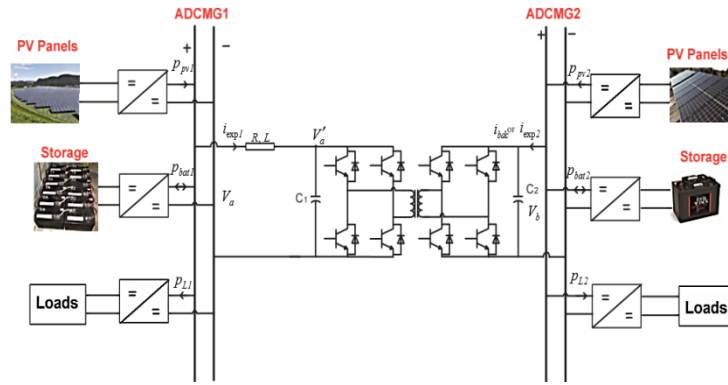 ADCMG1
ADCMG2
PV Panels
PV Panels
+
−
+
−
p_pv1
p_pv2
=
=
=
=
i_exp1
R, L
V'_a
i_bdc or i_exp2
Storage
Storage
p_bat1
p_bat2
=
=
=
=
V_a
C₁
C2
V_b
p_L1
p_L2
Loads
=
=
=
=
Loads